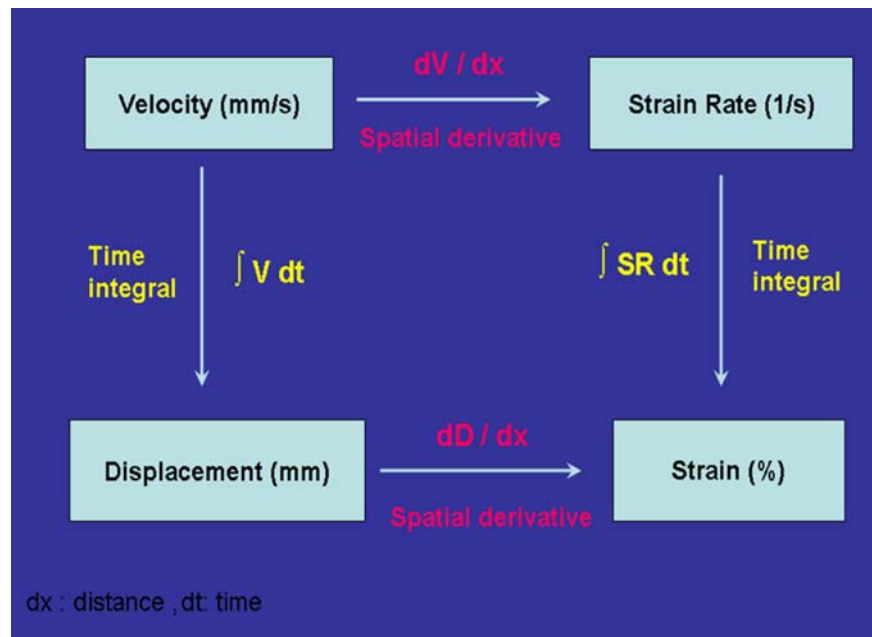 dV / dx
Velocity (mm/s)
Strain Rate (1/s)
Spatial derivative
Time
integral
∫ V dt
∫ SR dt
Time
integral
dD / dx
Displacement (mm)
Strain (%)
Spatial derivative
dx : distance ,dt: time